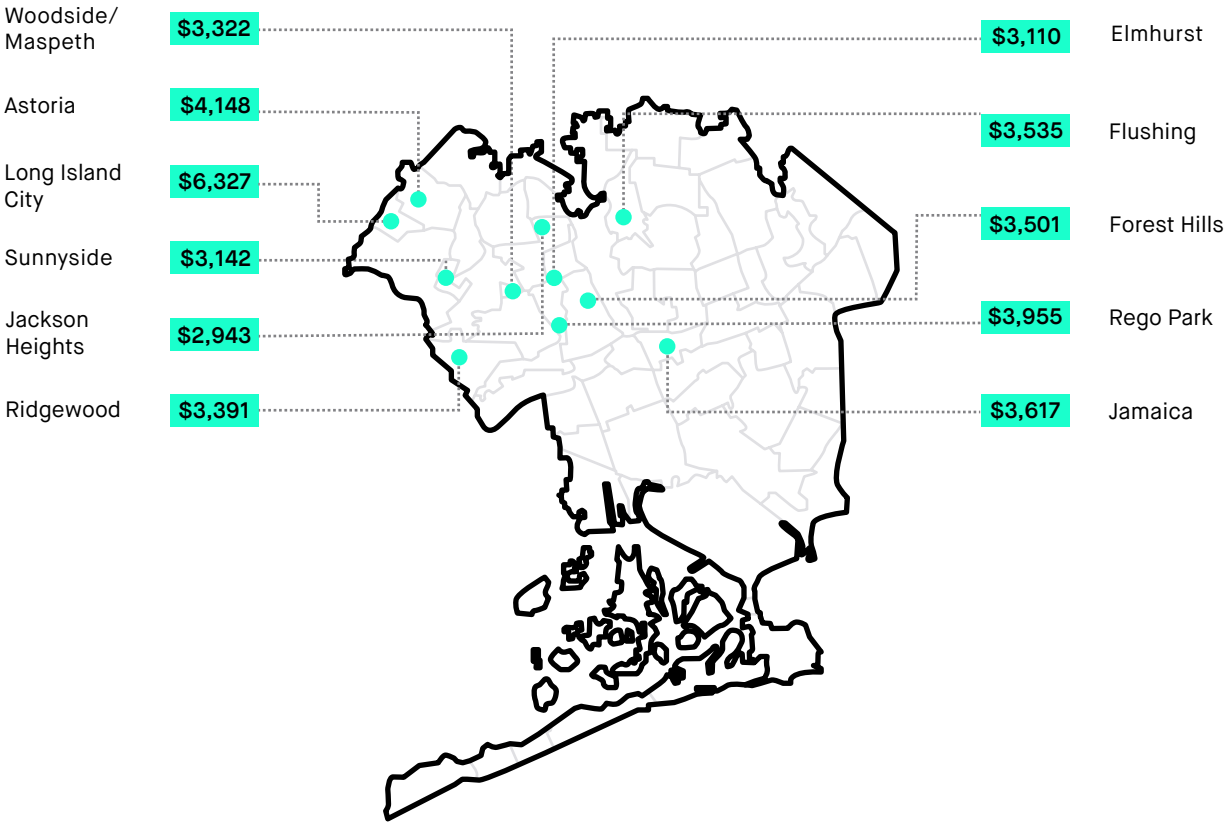 Woodside/
Maspeth
$3,322
Astoria
$4,148
Long Island
City
$6,327
Sunnyside
$3,142
Jackson
Heights
$2,943
Ridgewood
$3,391
$3,110
Elmhurst
$3,535
Flushing
$3,501
Forest Hills
$3,955
Rego Park
$3,617
Jamaica